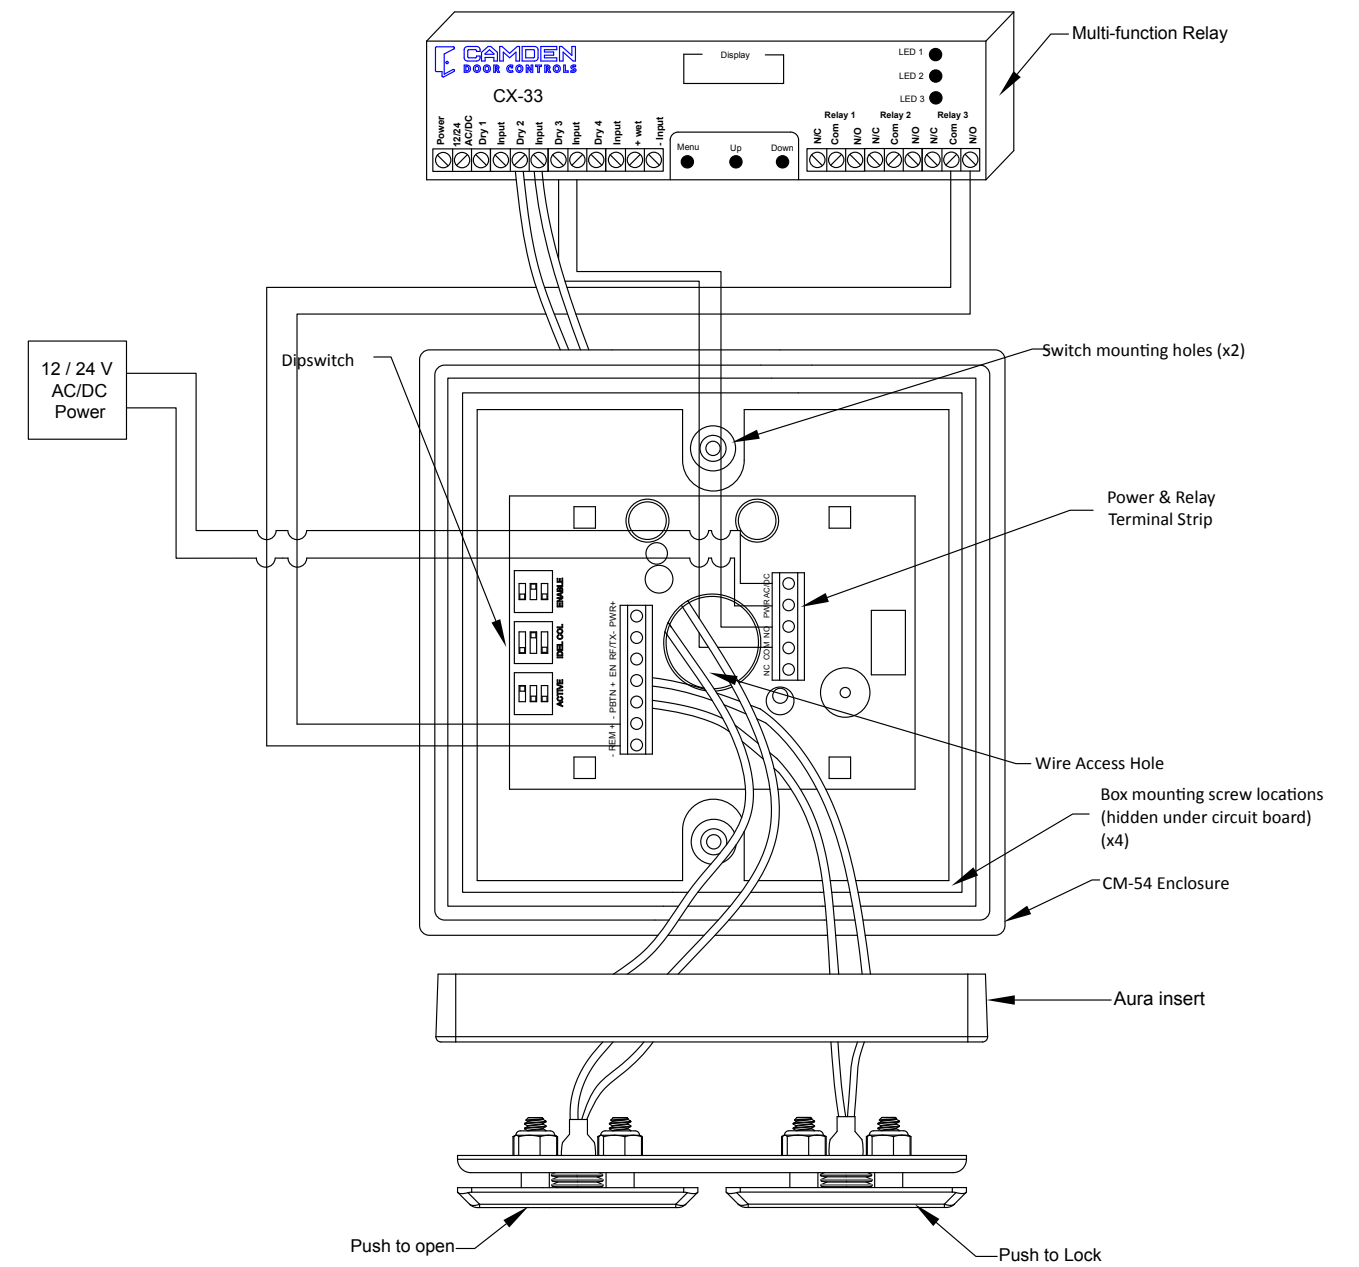 Multi-function Relay
CAMDEN
DOOR CONTROLS
CX-33
Display
LED 1
LED 2
LED 3
Power
12/24
AC/DC
Dry 1
Input
Dry 2
Input
Dry 3
Input
Dry 4
Input
+ wet
- Input
Menu
Up
Down
Relay 1
Relay 2
Relay 3
N/C
Com
N/O
N/C
Com
N/O
N/C
Com
N/O
12 / 24 V
AC/DC
Power
Dipswitch
Switch mounting holes (x2)
Power & Relay
Terminal Strip
ENABLE
IDEL COL
ACTIVE
- REM + - PBTN + EN RF/TX- PWR+
NC COM NO PWR AC/DC
Wire Access Hole
Box mounting screw locations
(hidden under circuit board)
(x4)
CM-54 Enclosure
Aura insert
Push to open
Push to Lock